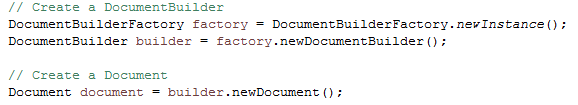 // Create a DocumentBuilder
DocumentBuilderFactory factory = DocumentBuilderFactory.newInstance();
DocumentBuilder builder = factory.newDocumentBuilder();
// Create a Document
Document document = builder.newDocument();